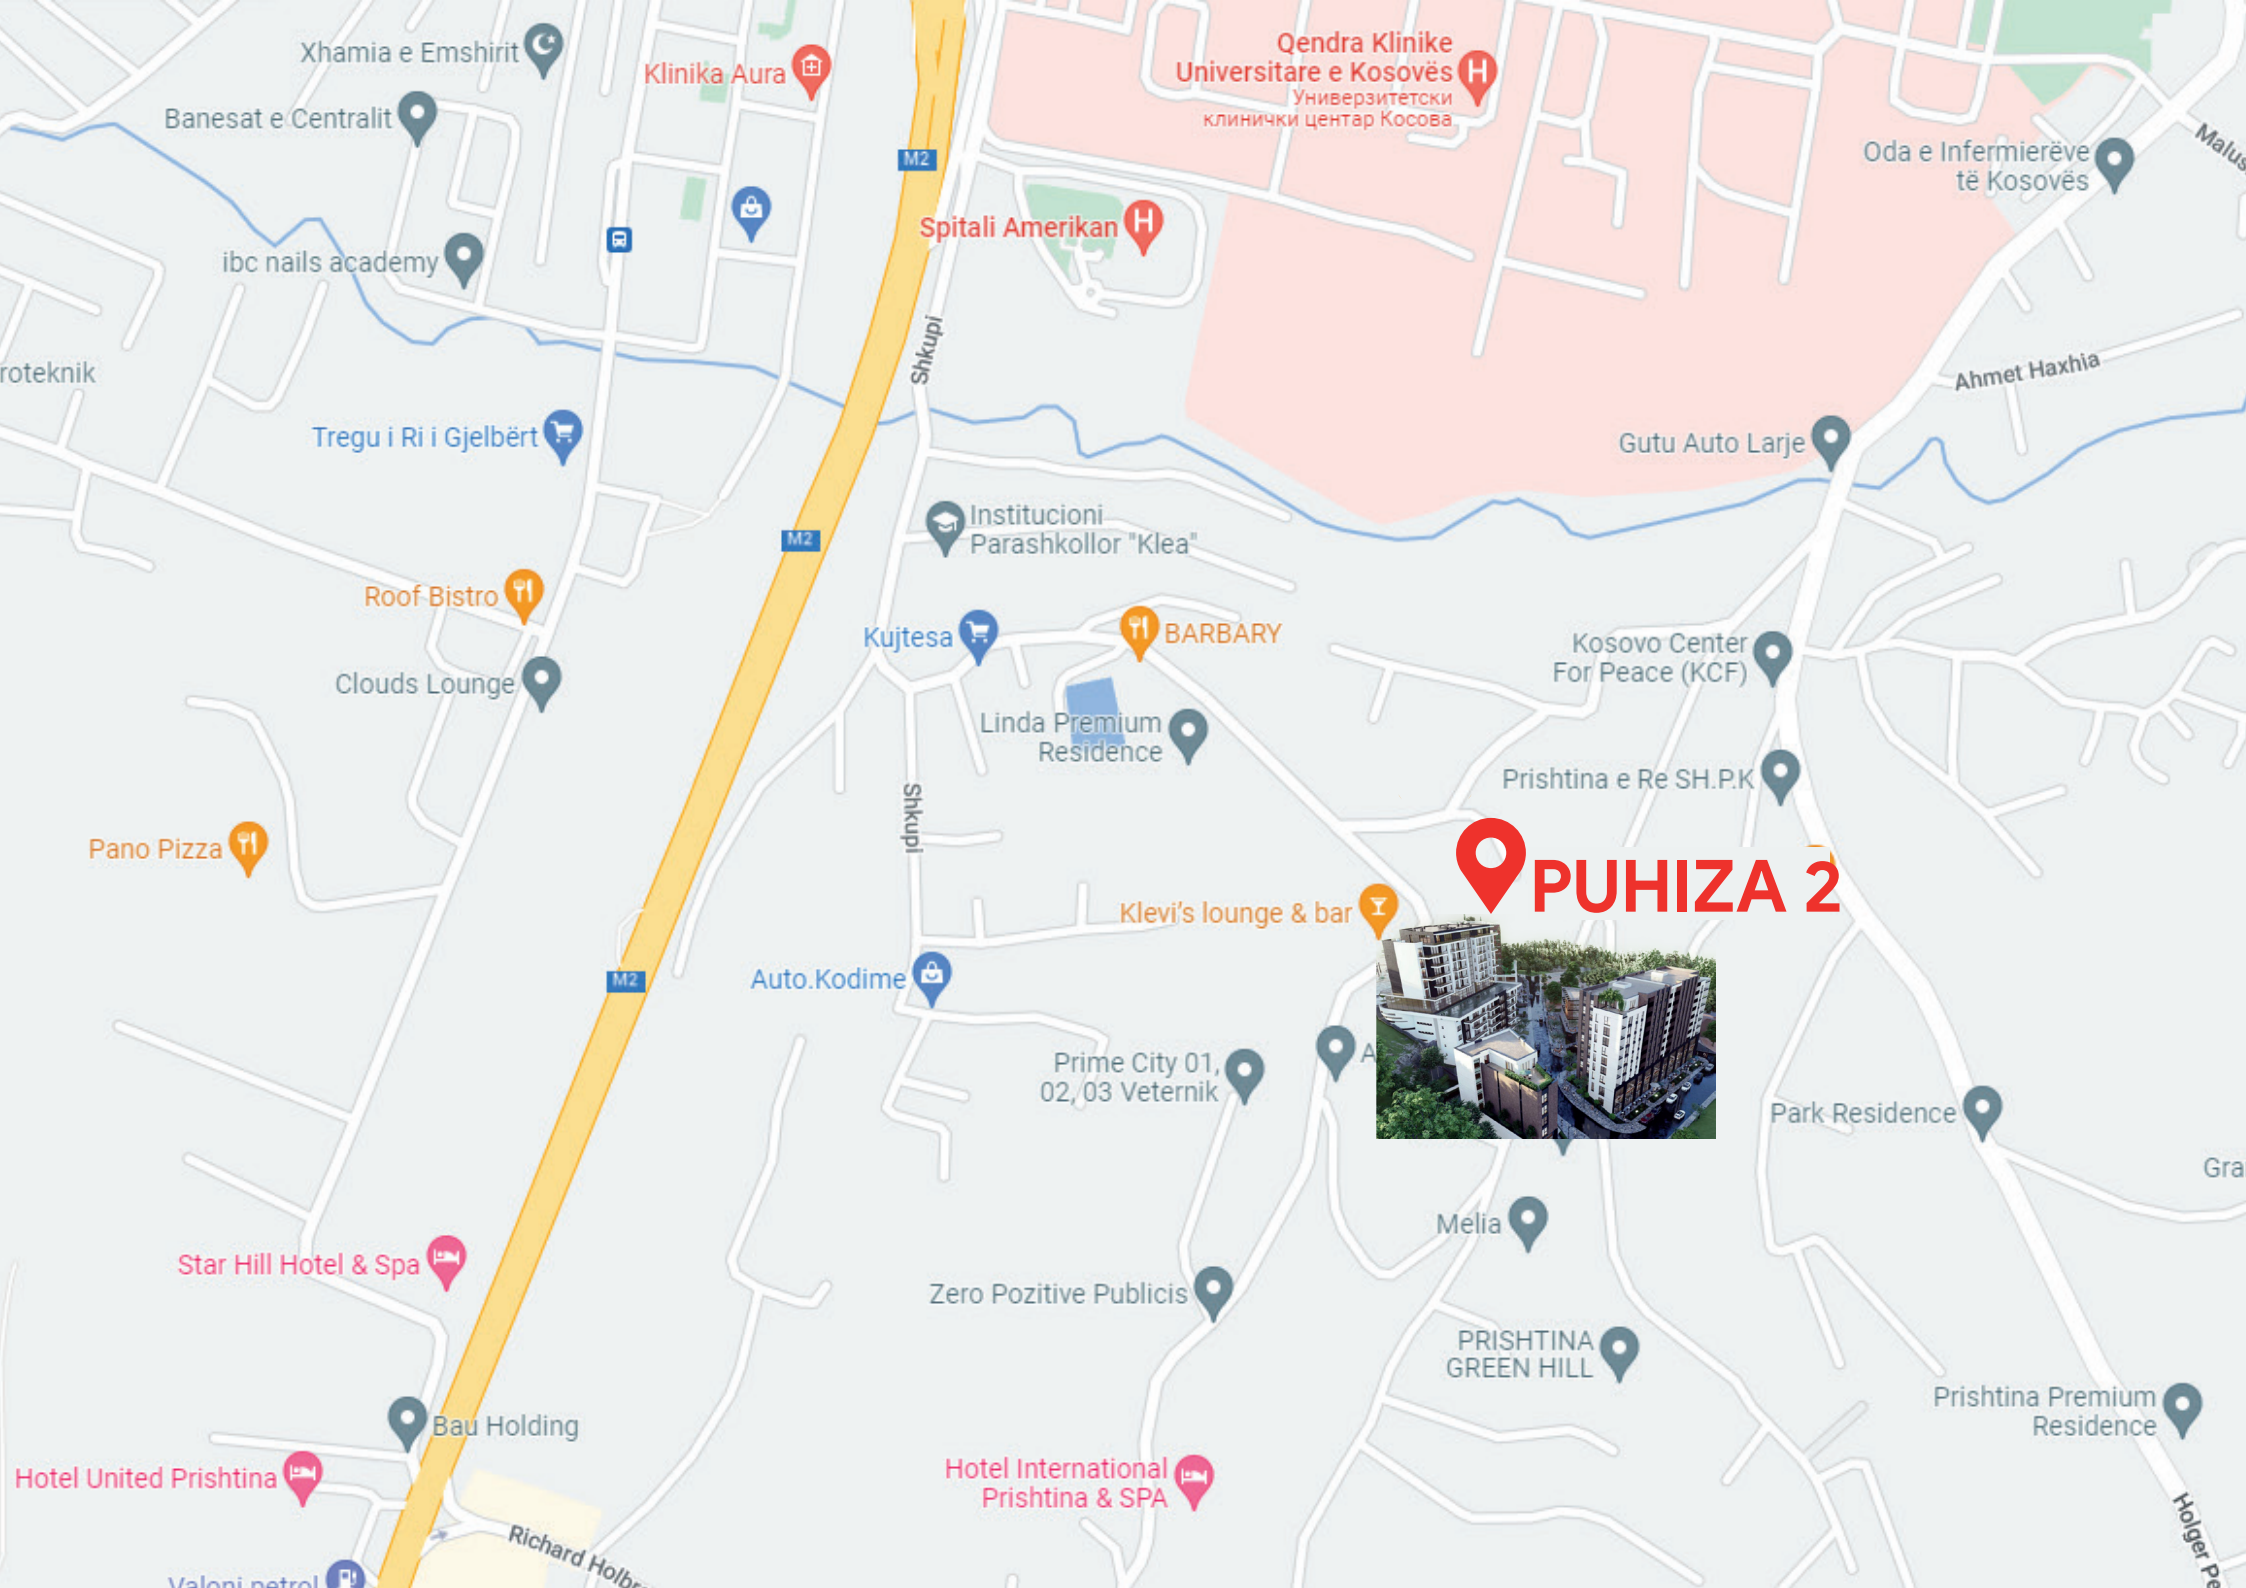 Xhamia e Emshirit
Klinika Aura
Qendra Klinike
Universitare e Kosovës
Универзитетски
клинички центар Косова
Banesat e Centralit
M2
Oda e Infermierëve
të Kosovës
Spitali Amerikan
ibc nails academy
Shkupi
roteknik
Ahmet Haxhia
Tregu i Ri i Gjelbërt
Gutu Auto Larje
Institucioni
Parashkollor "Klea"
M2
Roof Bistro
Kujtesa
BARBARY
Kosovo Center
For Peace (KCF)
Clouds Lounge
Linda Premium
Residence
Prishtina e Re SH.P.K
Shkupi
Pano Pizza
PUHIZA 2
Klevi's lounge & bar
M2
Auto.Kodime
Prime City 01,
02, 03 Veternik
A
Park Residence
Gra
Melia
Star Hill Hotel & Spa
Zero Pozitive Publicis
PRISHTINA
GREEN HILL
Bau Holding
Prishtina Premium
Residence
Hotel United Prishtina
Hotel International
Prishtina & SPA
Richard Holbr
Holger Pe
Valoni petrol